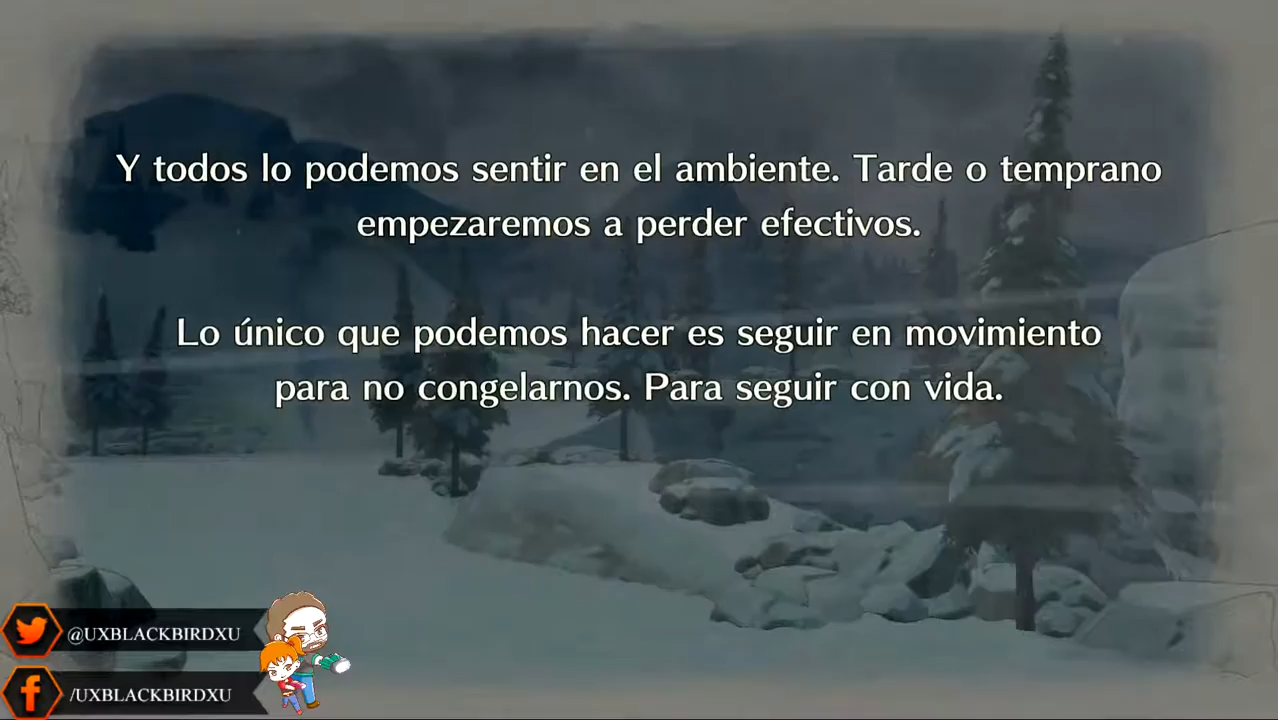 Y todos lo podemos sentir en el ambiente. Tarde o temprano
empezaremos a perder efectivos.
Lo único que podemos hacer es seguir en movimiento
para no congelarnos. Para seguir con vida.
@UXBLACKBIRDXU
/UXBLACKBIRDXU